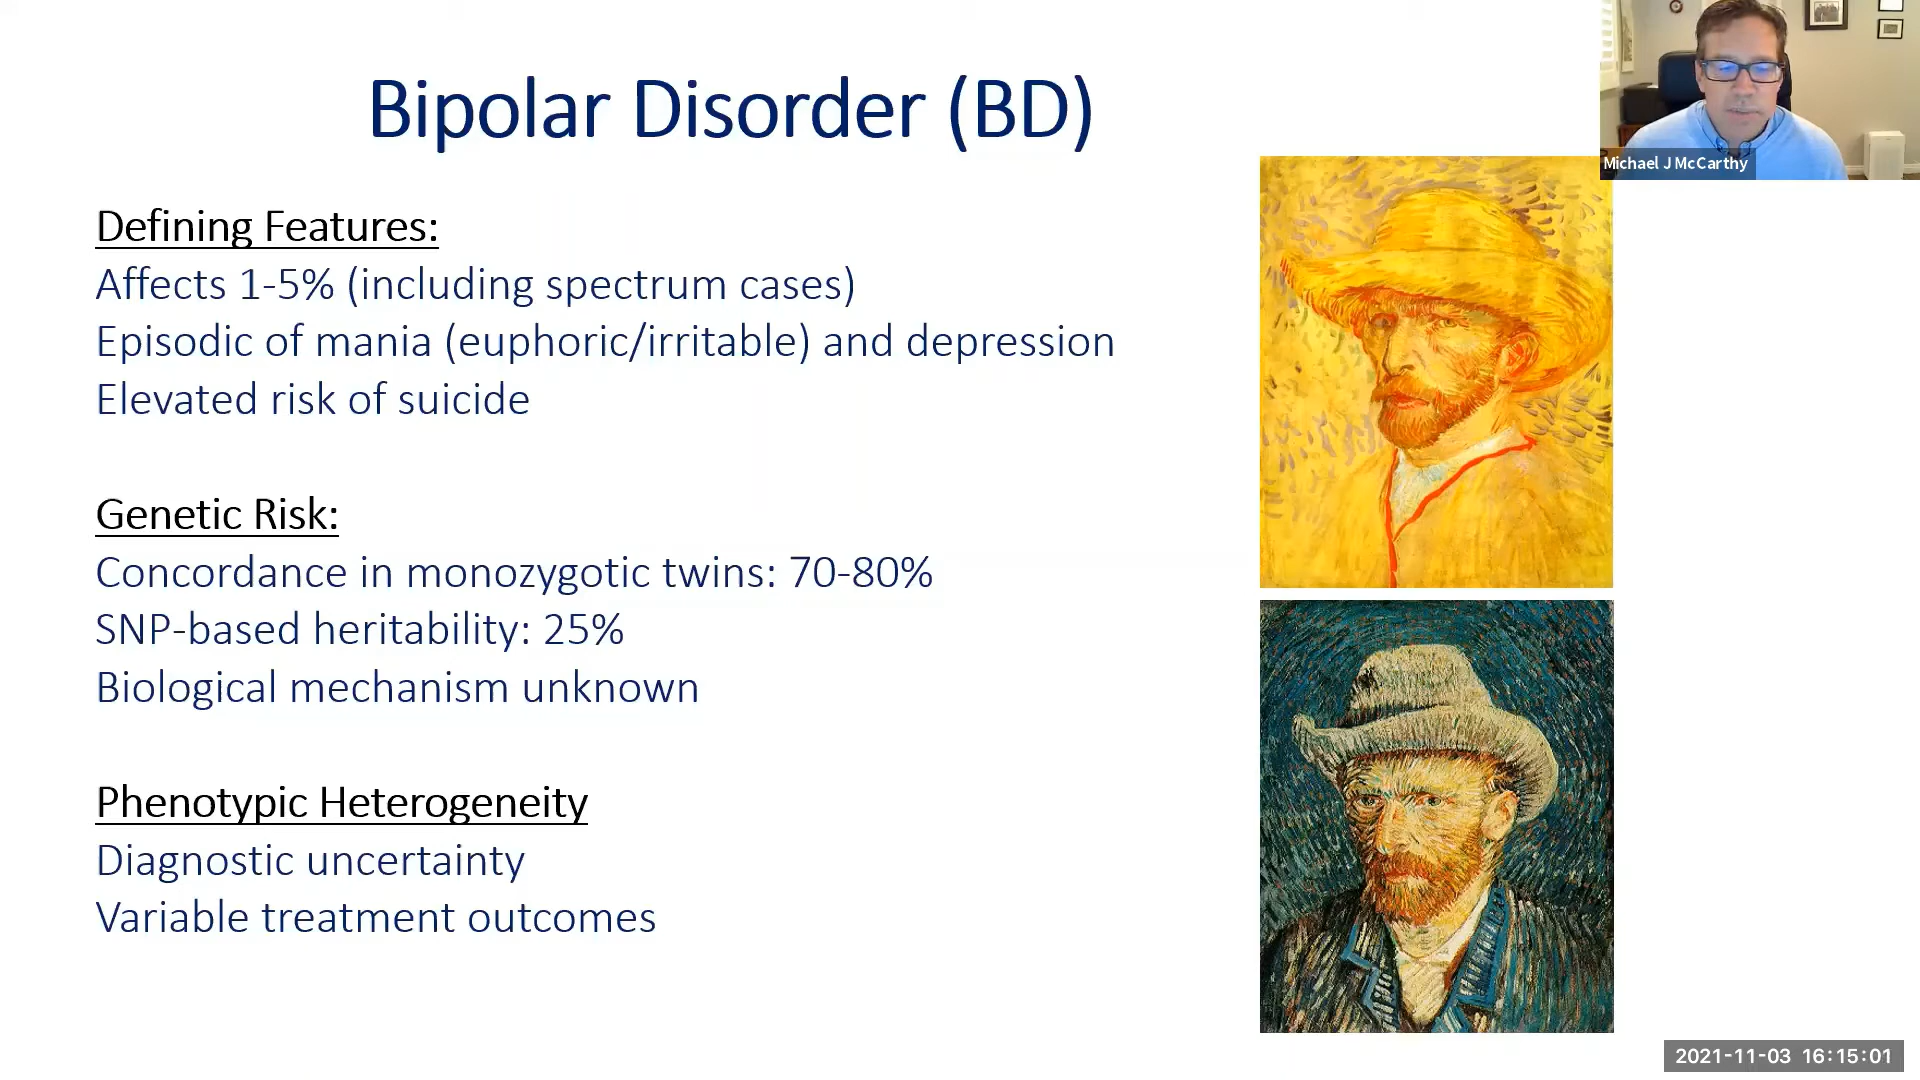 Bipolar Disorder (BD)
Michael J McCarthy
Defining Features:
Affects 1-5% (including spectrum cases)
Episodic of mania (euphoric/irritable) and depression
Elevated risk of suicide
Genetic Risk:
Concordance in monozygotic twins: 70-80%
SNP-based heritability: 25%
Biological mechanism unknown
Phenotypic Heterogeneity
Diagnostic uncertainty
Variable treatment outcomes
2021-11-03 16:15:01